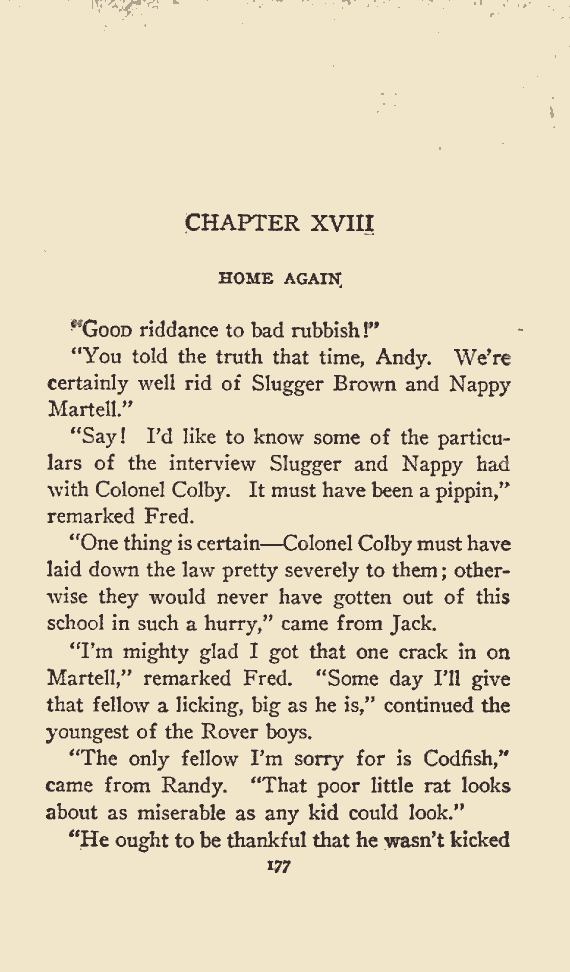 CHAPTER XVIII
HOME AGAIN
“GOOD riddance to bad rubbish!”
“You told the truth that time, Andy. We’re
certainly well rid of Slugger Brown and Nappy
Martell.”
“Say! I’d like to know some of the particu-
lars of the interview Slugger and Nappy had
with Colonel Colby. It must have been a pippin,”
remarked Fred.
“One thing is certain—Colonel Colby must have
laid down the law pretty severely to them; other-
wise they would never have gotten out of this
school in such a hurry,” came from Jack.
“I’m mighty glad I got that one crack in on
Martell,” remarked Fred. “Some day I’ll give
that fellow a licking, big as he is,” continued the
youngest of the Rover boys.
“The only fellow I’m sorry for is Codfish,”
came from Randy. “That poor little rat looks
about as miserable as any kid could look.”
“He ought to be thankful that he wasn’t kicked
177